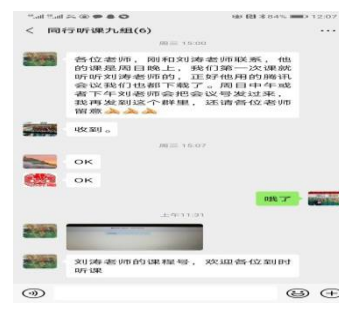 84% 12:07
< 同行听课九组(6)
周三 15:00
各位老师，刚和刘涛老师联系，他
的课是周日晚上，我们第一次课就
听听刘涛老师的，正好他用的腾讯
会议我们也都下载了。周日中午或
者下午刘老师会把会议号发过来，
我再发到这个群里，还请各位老师
留意🙏🙏🙏
收到。
周三 15:07
OK
OK
哦了
上午11:31
刘涛老师的课程号，欢迎各位到时
听课